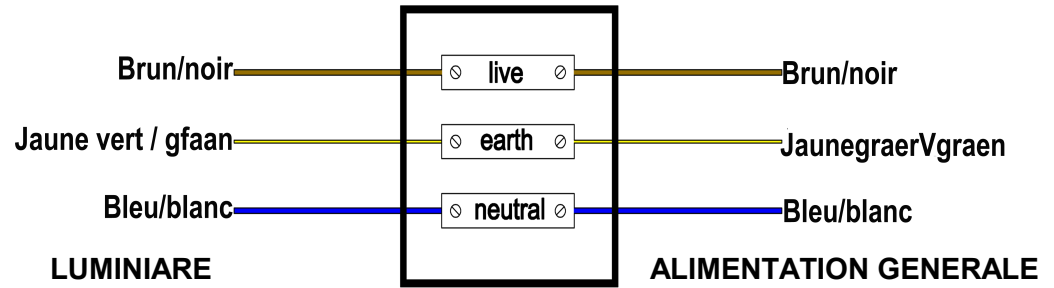 Brun/noir live Brun/noir
Jaune vert / gfaan earth JaunegraerVgraen
Bleu/blanc neutral Bleu/blanc
LUMINIARE ALIMENTATION GENERALE